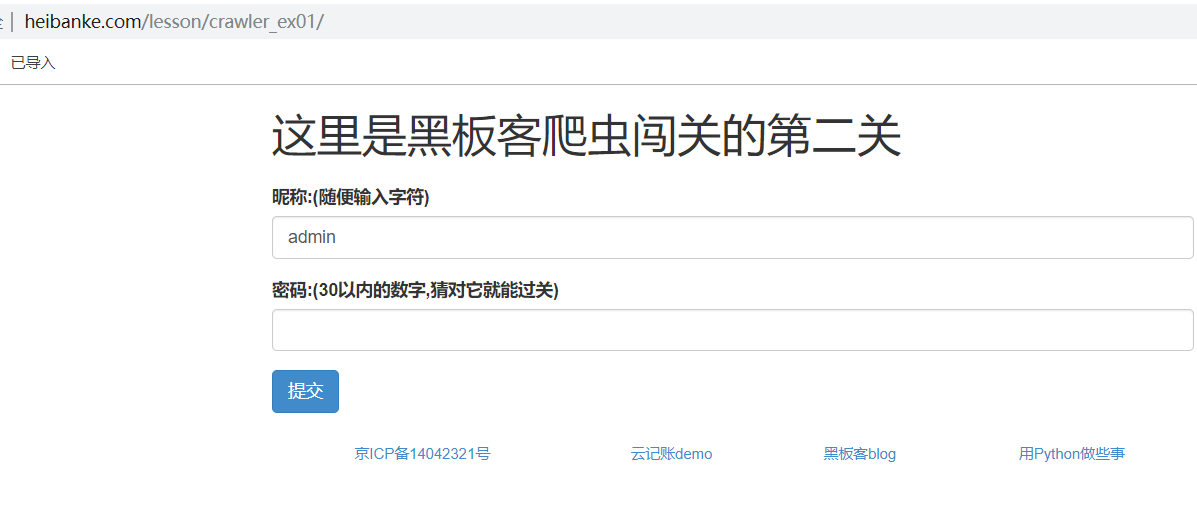 heibanke.com/lesson/crawler_ex01/
已导入
这里是黑板客爬虫闯关的第二关
昵称:(随便输入字符)
admin
密码:(30以内的数字,猜对它就能过关)
提交
京ICP备14042321号 云记账demo 黑板客blog 用Python做些事